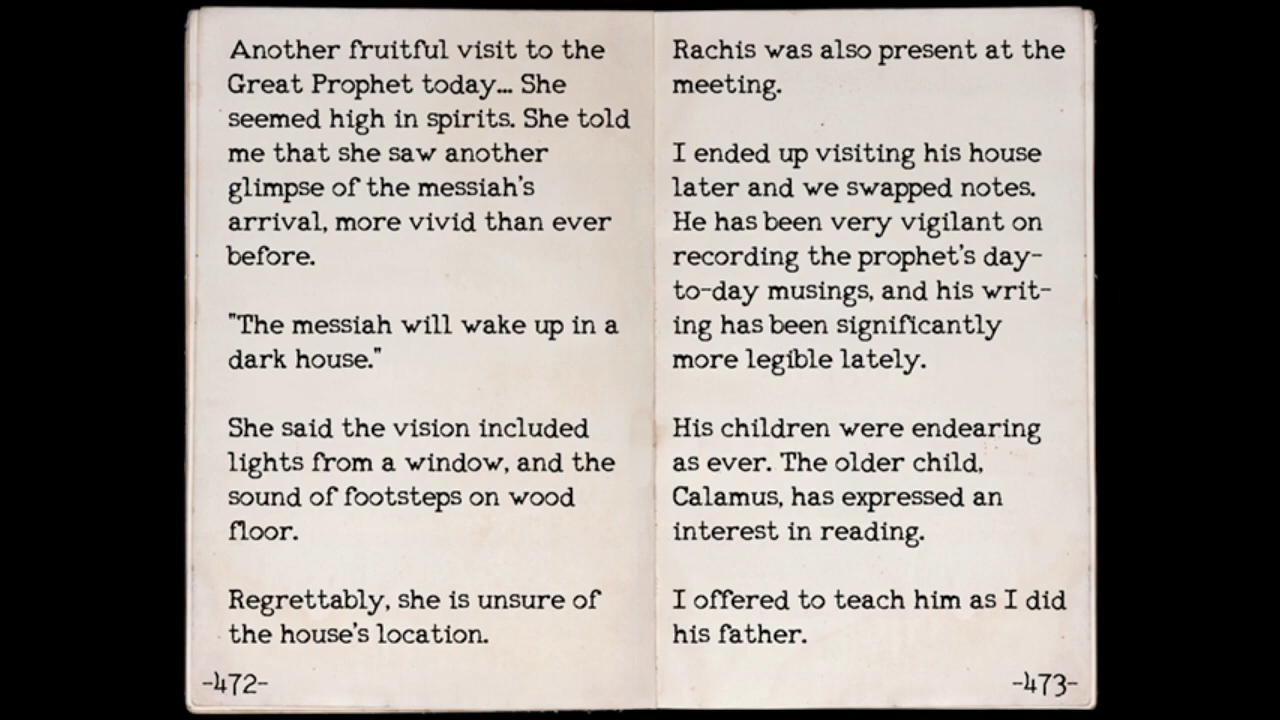 Another fruitful visit to the
Great Prophet today... She
seemed high in spirits. She told
me that she saw another
glimpse of the messiah's
arrival, more vivid than ever
before.
"The messiah will wake up in a
dark house."
She said the vision included
lights from a window, and the
sound of footsteps on wood
floor.
Regrettably, she is unsure of
the house's location.
-472-
Rachis was also present at the
meeting.
I ended up visiting his house
later and we swapped notes.
He has been very vigilant on
recording the prophet's day-
to-day musings, and his writ-
ing has been significantly
more legible lately.
His children were endearing
as ever. The older child,
Calamus, has expressed an
interest in reading.
I offered to teach him as I did
his father.
-473-